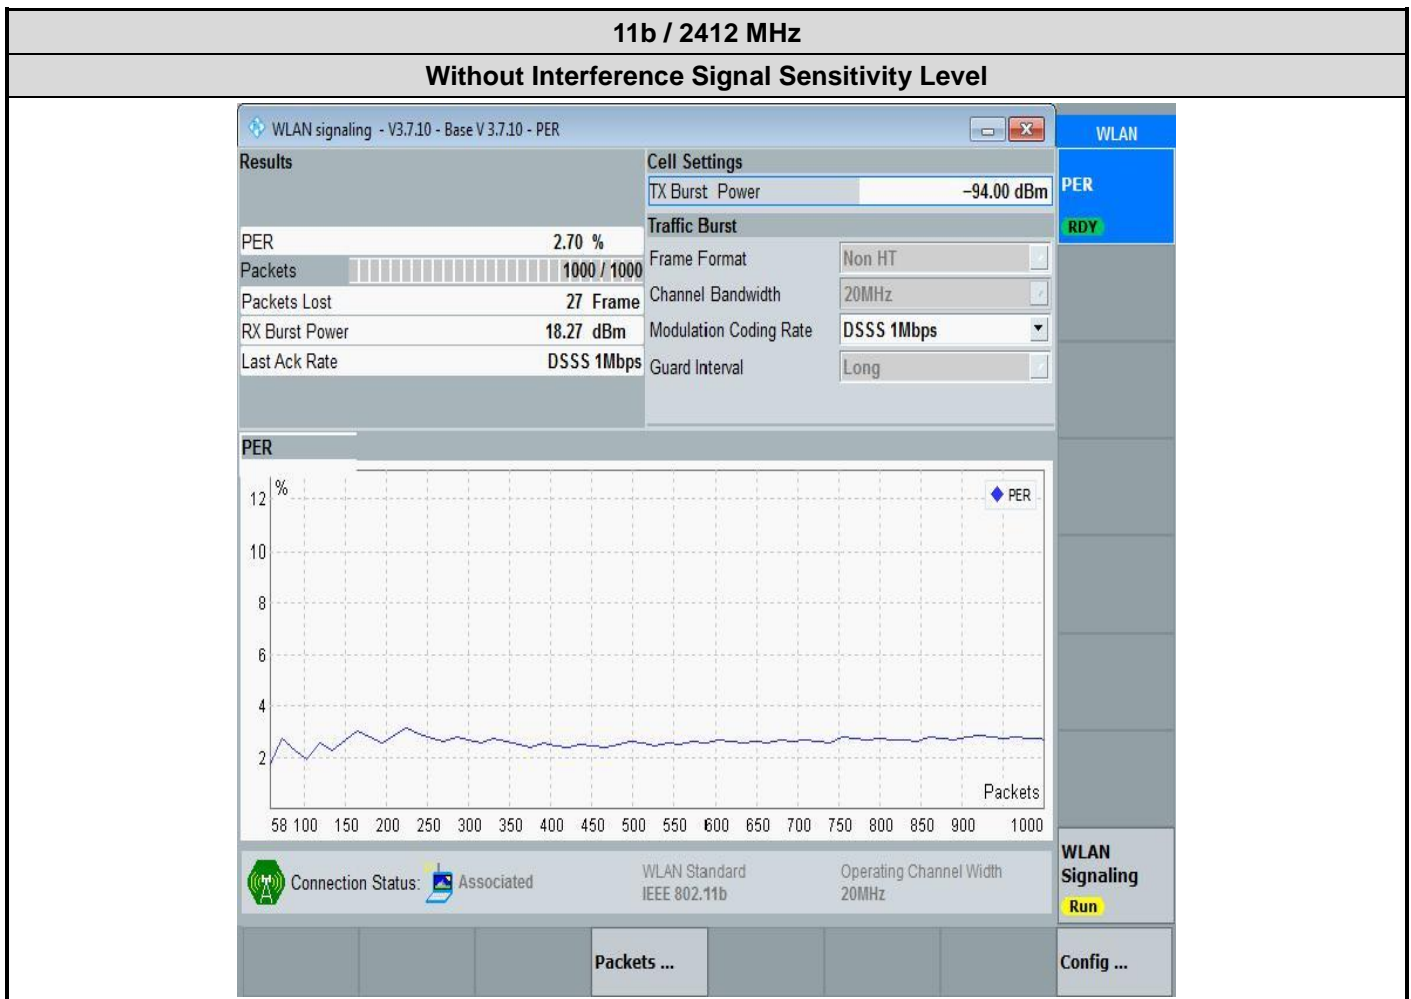 11b / 2412 MHz
Without Interference Signal Sensitivity Level
WLAN signaling - V3.7.10 - Base V 3.7.10 - PER
WLAN
Results
Cell Settings
TX Burst Power −94.00 dBm
PER
RDY
Traffic Burst
PER 2.70 %
Packets 1000 / 1000
Packets Lost 27 Frame
RX Burst Power 18.27 dBm
Last Ack Rate DSSS 1Mbps
Frame Format Non HT
Channel Bandwidth 20MHz
Modulation Coding Rate DSSS 1Mbps
Guard Interval Long
PER
%
PER
12
10
8
6
4
2
Packets
58 100 150 200 250 300 350 400 450 500 550 600 650 700 750 800 850 900 1000
Connection Status: Associated
WLAN Standard
IEEE 802.11b
Operating Channel Width
20MHz
WLAN
Signaling
Run
Packets ...
Config ...